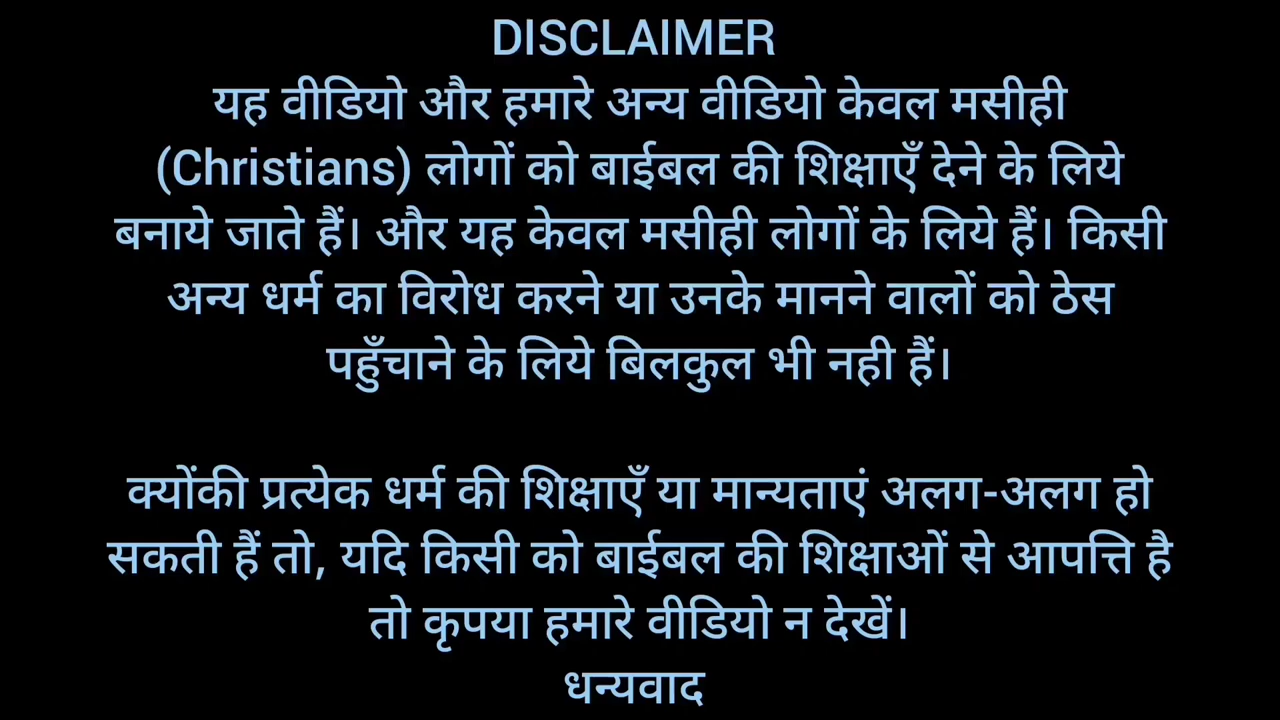 DISCLAIMER
यह वीडियो और हमारे अन्य वीडियो केवल मसीही
(Christians) लोगों को बाईबल की शिक्षाएँ देने के लिये
बनाये जाते हैं। और यह केवल मसीही लोगों के लिये हैं। किसी
अन्य धर्म का विरोध करने या उनके मानने वालों को ठेस
पहुँचाने के लिये बिलकुल भी नही हैं।
क्योंकी प्रत्येक धर्म की शिक्षाएँ या मान्यताएं अलग-अलग हो
सकती हैं तो, यदि किसी को बाईबल की शिक्षाओं से आपत्ति है
तो कृपया हमारे वीडियो न देखें।
धन्यवाद